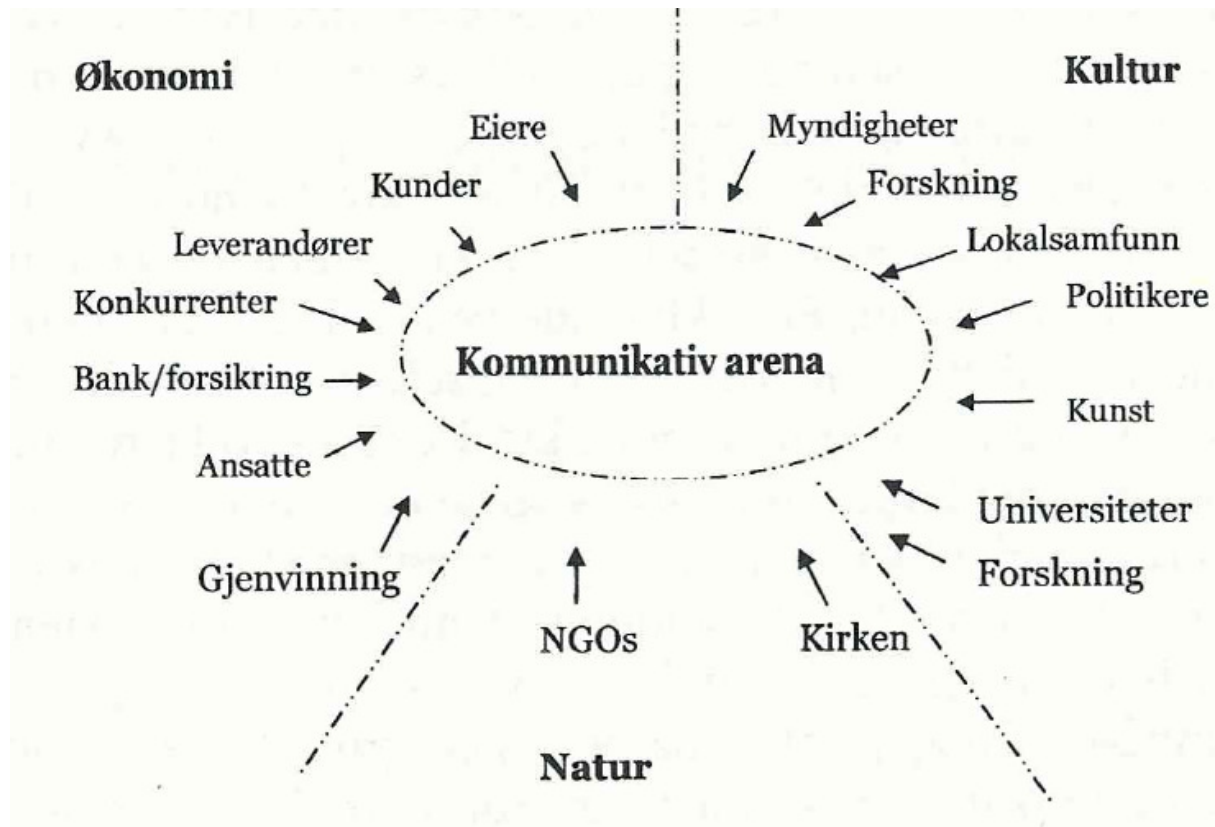 Økonomi
Kultur
Eiere
Myndigheter
Kunder
Forskning
Leverandører
Lokalsamfunn
Konkurrenter
Politikere
Kommunikativ arena
Bank/forsikring
Kunst
Ansatte
Universiteter
Gjenvinning
Forskning
NGOs
Kirken
Natur